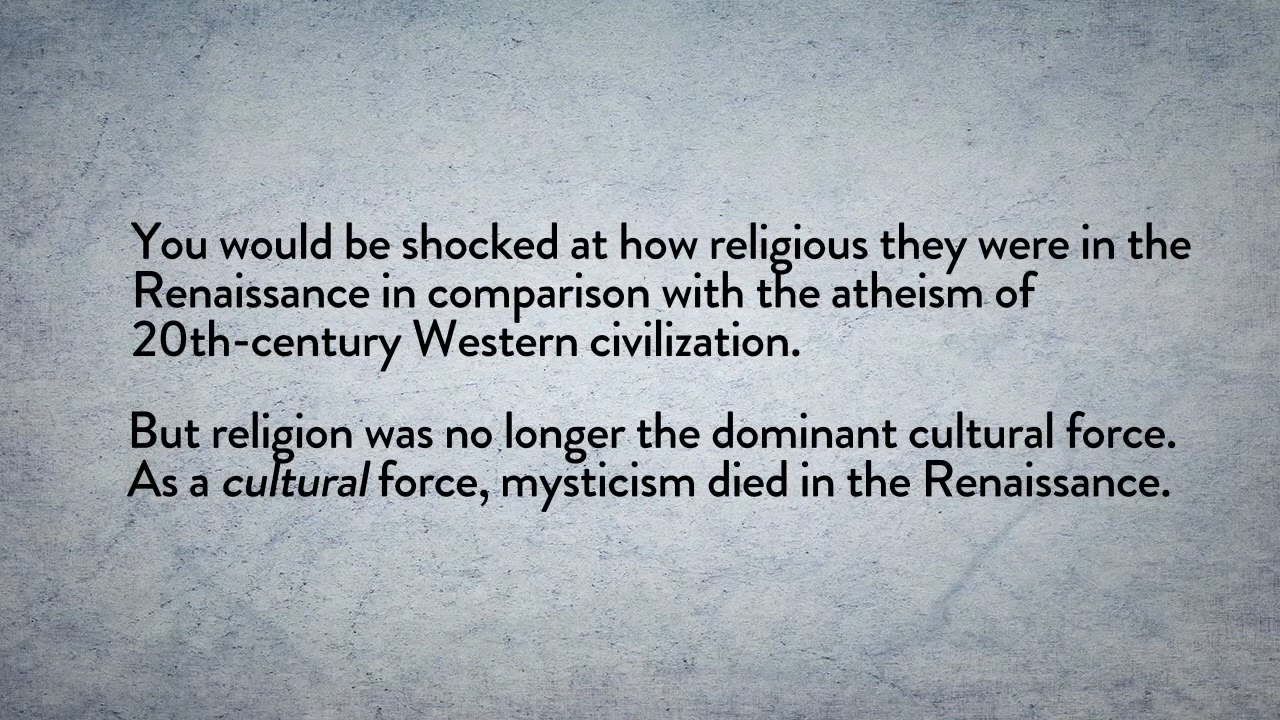 You would be shocked at how religious they were in the
Renaissance in comparison with the atheism of
20th-century Western civilization.
But religion was no longer the dominant cultural force.
As a cultural force, mysticism died in the Renaissance.